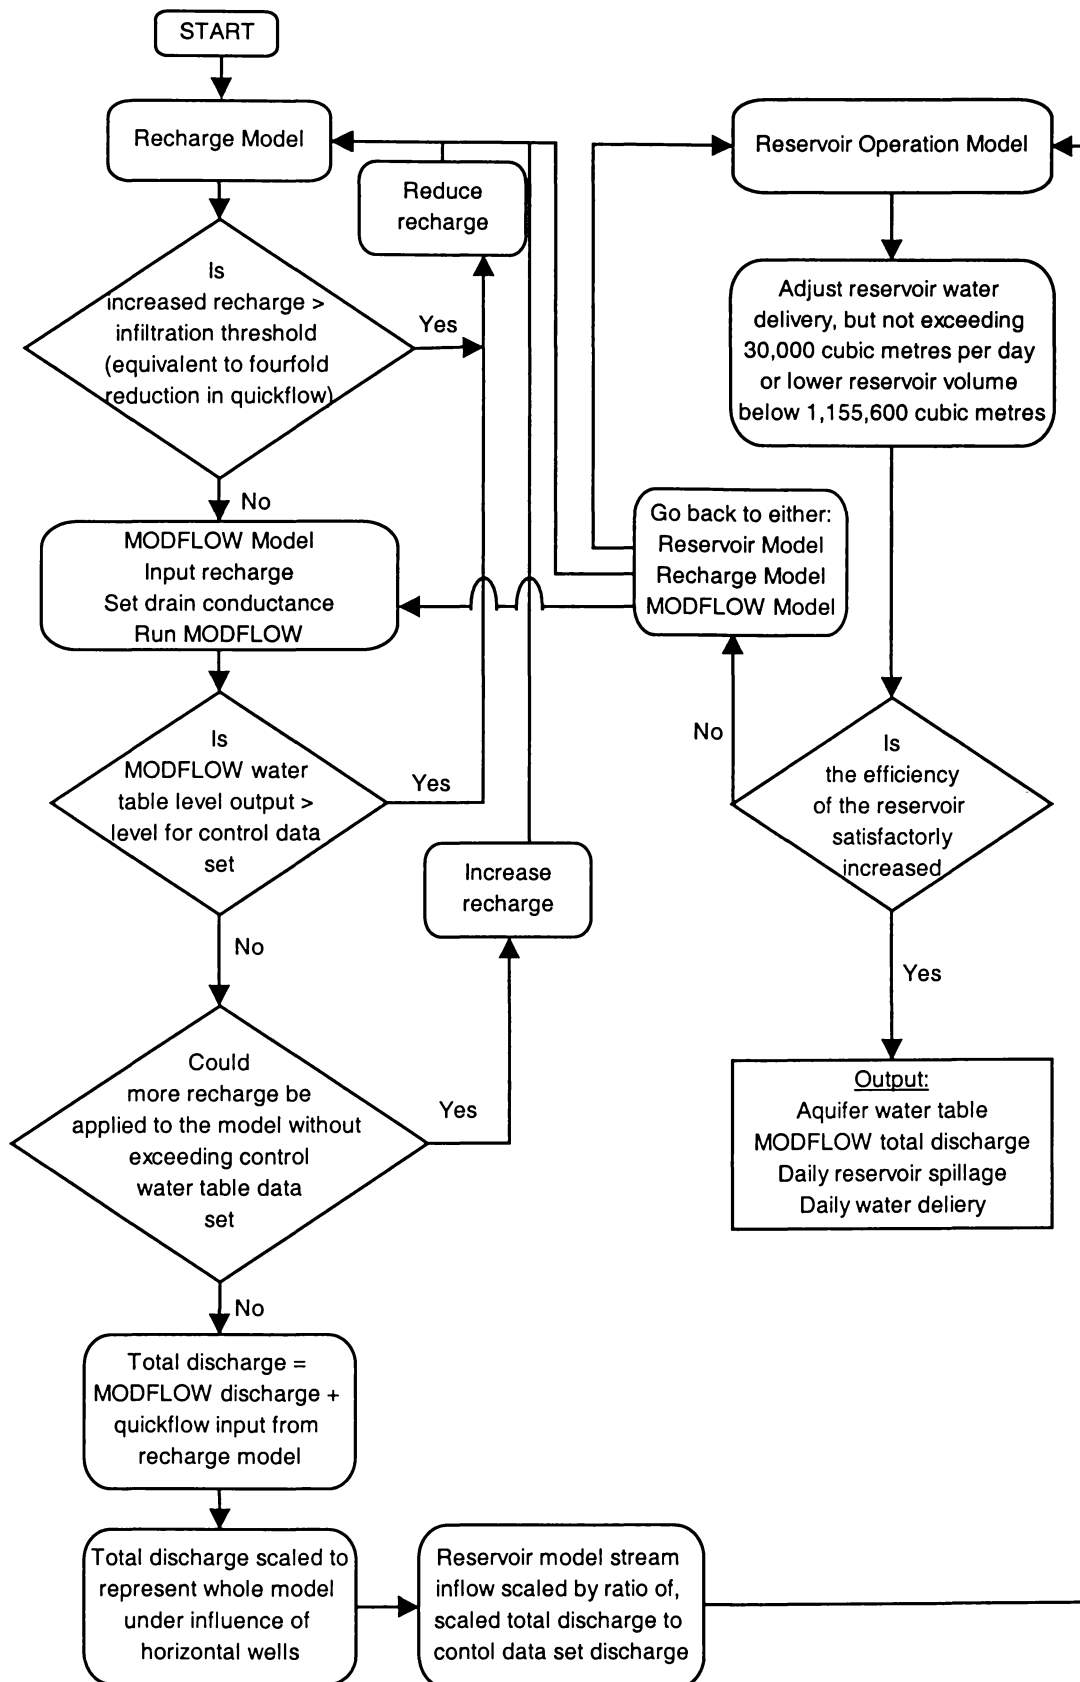 START
Recharge Model
Reduce
recharge
Is
increased recharge >
infiltration threshold
(equivalent to fourfold
reduction in quickflow)
Yes
No
MODFLOW Model
Input recharge
Set drain conductance
Run MODFLOW
Is
MODFLOW water
table level output >
level for control data
set
Yes
No
Increase
recharge
Could
more recharge be
applied to the model without
exceeding control
water table data
set
Yes
No
Total discharge =
MODFLOW discharge +
quickflow input from
recharge model
Total discharge scaled to
represent whole model
under influence of
horizontal wells
Reservoir model stream
inflow scaled by ratio of,
scaled total discharge to
contol data set discharge
Reservoir Operation Model
Adjust reservoir water
delivery, but not exceeding
30,000 cubic metres per day
or lower reservoir volume
below 1,155,600 cubic metres
Go back to either:
Reservoir Model
Recharge Model
MODFLOW Model
No
Is
the efficiency
of the reservoir
satisfactorly
increased
Yes
Output:
Aquifer water table
MODFLOW total discharge
Daily reservoir spillage
Daily water deliery